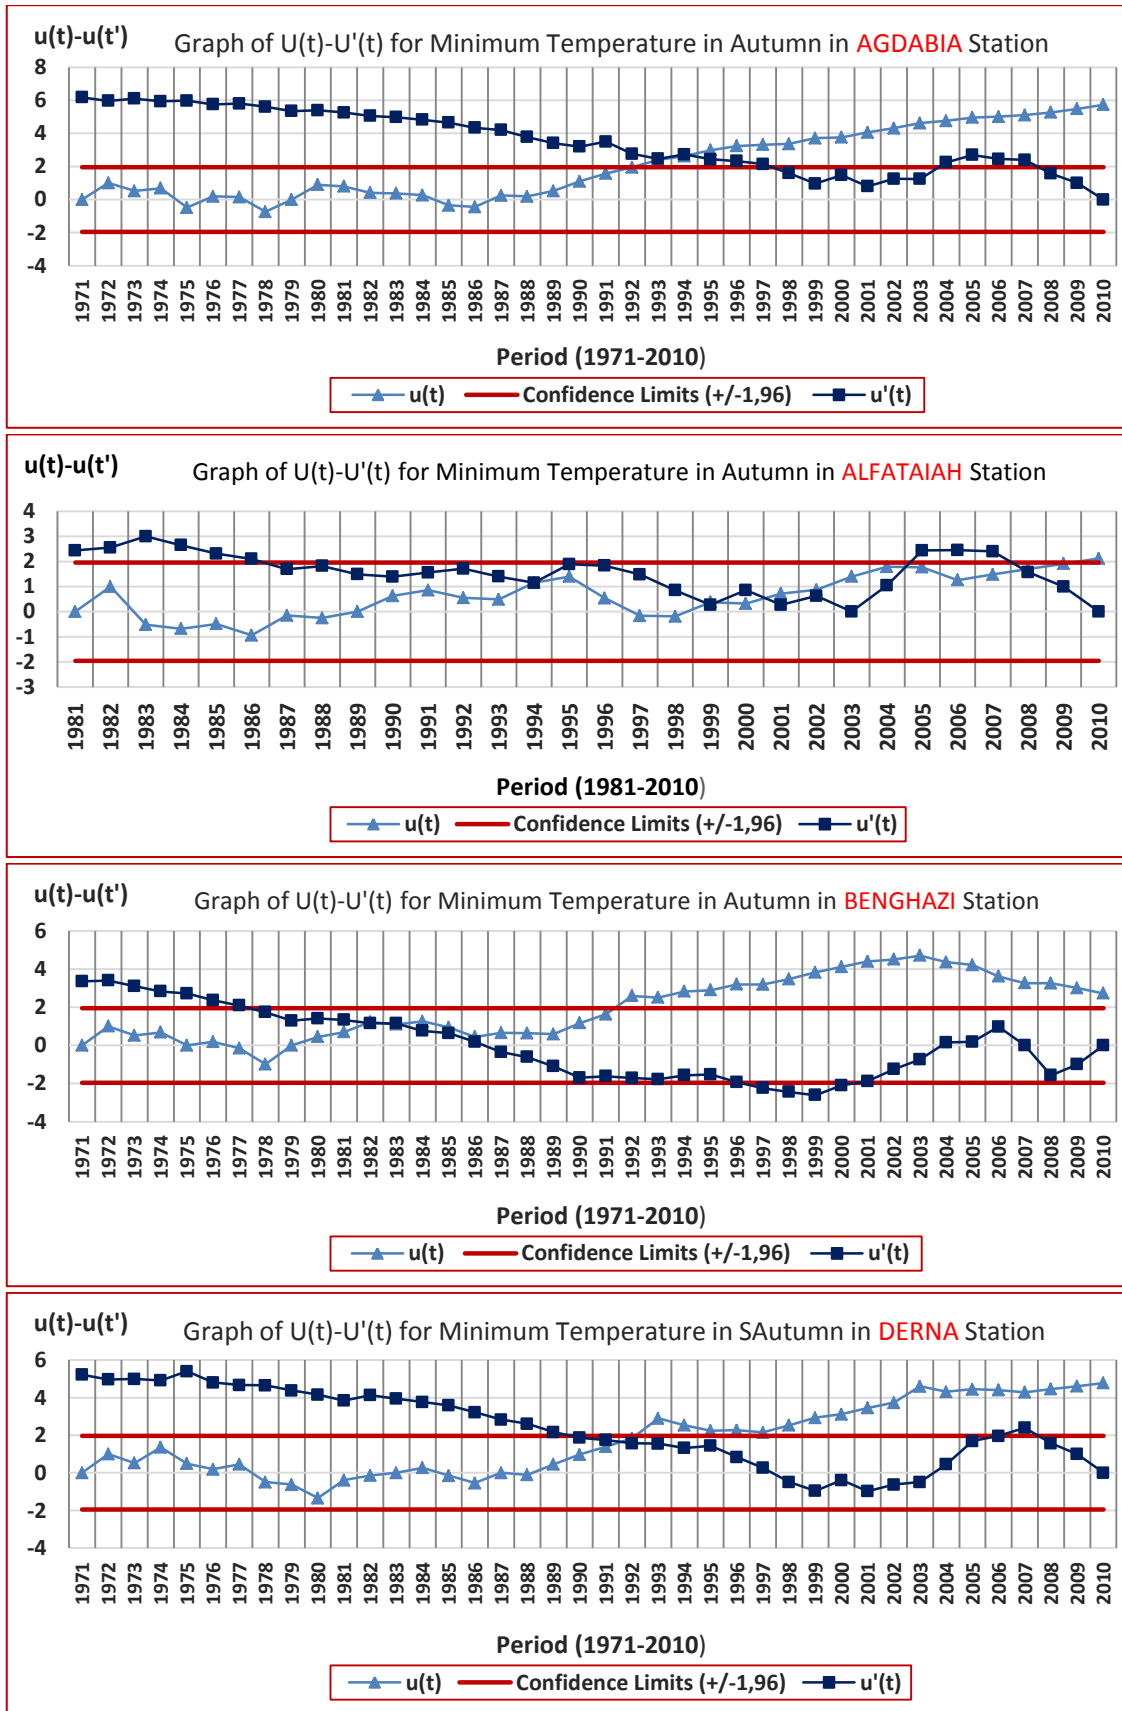 u(t)-u(t')
Graph of U(t)-U'(t) for Minimum Temperature in Autumn in AGDABIA Station
8
6
4
2
0
-2
-4
1971 1972 1973 1974 1975 1976 1977 1978 1979 1980 1981 1982 1983 1984 1985 1986 1987 1988 1989 1990 1991 1992 1993 1994 1995 1996 1997 1998 1999 2000 2001 2002 2003 2004 2005 2006 2007 2008 2009 2010
Period (1971-2010)
u(t) Confidence Limits (+/-1,96) u'(t)
u(t)-u(t')
Graph of U(t)-U'(t) for Minimum Temperature in Autumn in ALFATAIAH Station
4
3
2
1
0
-1
-2
-3
1981 1982 1983 1984 1985 1986 1987 1988 1989 1990 1991 1992 1993 1994 1995 1996 1997 1998 1999 2000 2001 2002 2003 2004 2005 2006 2007 2008 2009 2010
Period (1981-2010)
u(t) Confidence Limits (+/-1,96) u'(t)
u(t)-u(t')
Graph of U(t)-U'(t) for Minimum Temperature in Autumn in BENGHAZI Station
6
4
2
0
-2
-4
1971 1972 1973 1974 1975 1976 1977 1978 1979 1980 1981 1982 1983 1984 1985 1986 1987 1988 1989 1990 1991 1992 1993 1994 1995 1996 1997 1998 1999 2000 2001 2002 2003 2004 2005 2006 2007 2008 2009 2010
Period (1971-2010)
u(t) Confidence Limits (+/-1,96) u'(t)
u(t)-u(t')
Graph of U(t)-U'(t) for Minimum Temperature in SAutumn in DERNA Station
6
4
2
0
-2
-4
1971 1972 1973 1974 1975 1976 1977 1978 1979 1980 1981 1982 1983 1984 1985 1986 1987 1988 1989 1990 1991 1992 1993 1994 1995 1996 1997 1998 1999 2000 2001 2002 2003 2004 2005 2006 2007 2008 2009 2010
Period (1971-2010)
u(t) Confidence Limits (+/-1,96) u'(t)